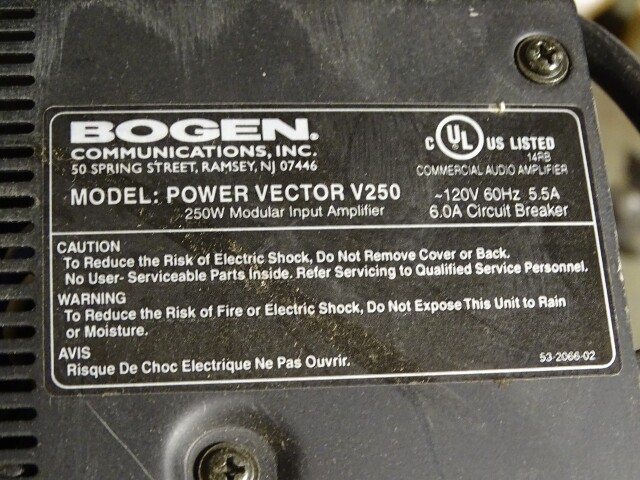 BOGEN®
COMMUNICATIONS, INC.
50 SPRING STREET, RAMSEY, NJ 07446
MODEL: POWER VECTOR V250
250W Modular Input Amplifier
C UL US LISTED
14RB
COMMERCIAL AUDIO AMPLIFIER
~120V 60Hz 5.5A
6.0A Circuit Breaker
CAUTION
To Reduce the Risk of Electric Shock, Do Not Remove Cover or Back.
No User- Serviceable Parts Inside. Refer Servicing to Qualified Service Personnel.
WARNING
To Reduce the Risk of Fire or Electric Shock, Do Not Expose This Unit to Rain
or Moisture.
AVIS
Risque De Choc Electrique Ne Pas Ouvrir.
53-2066-02